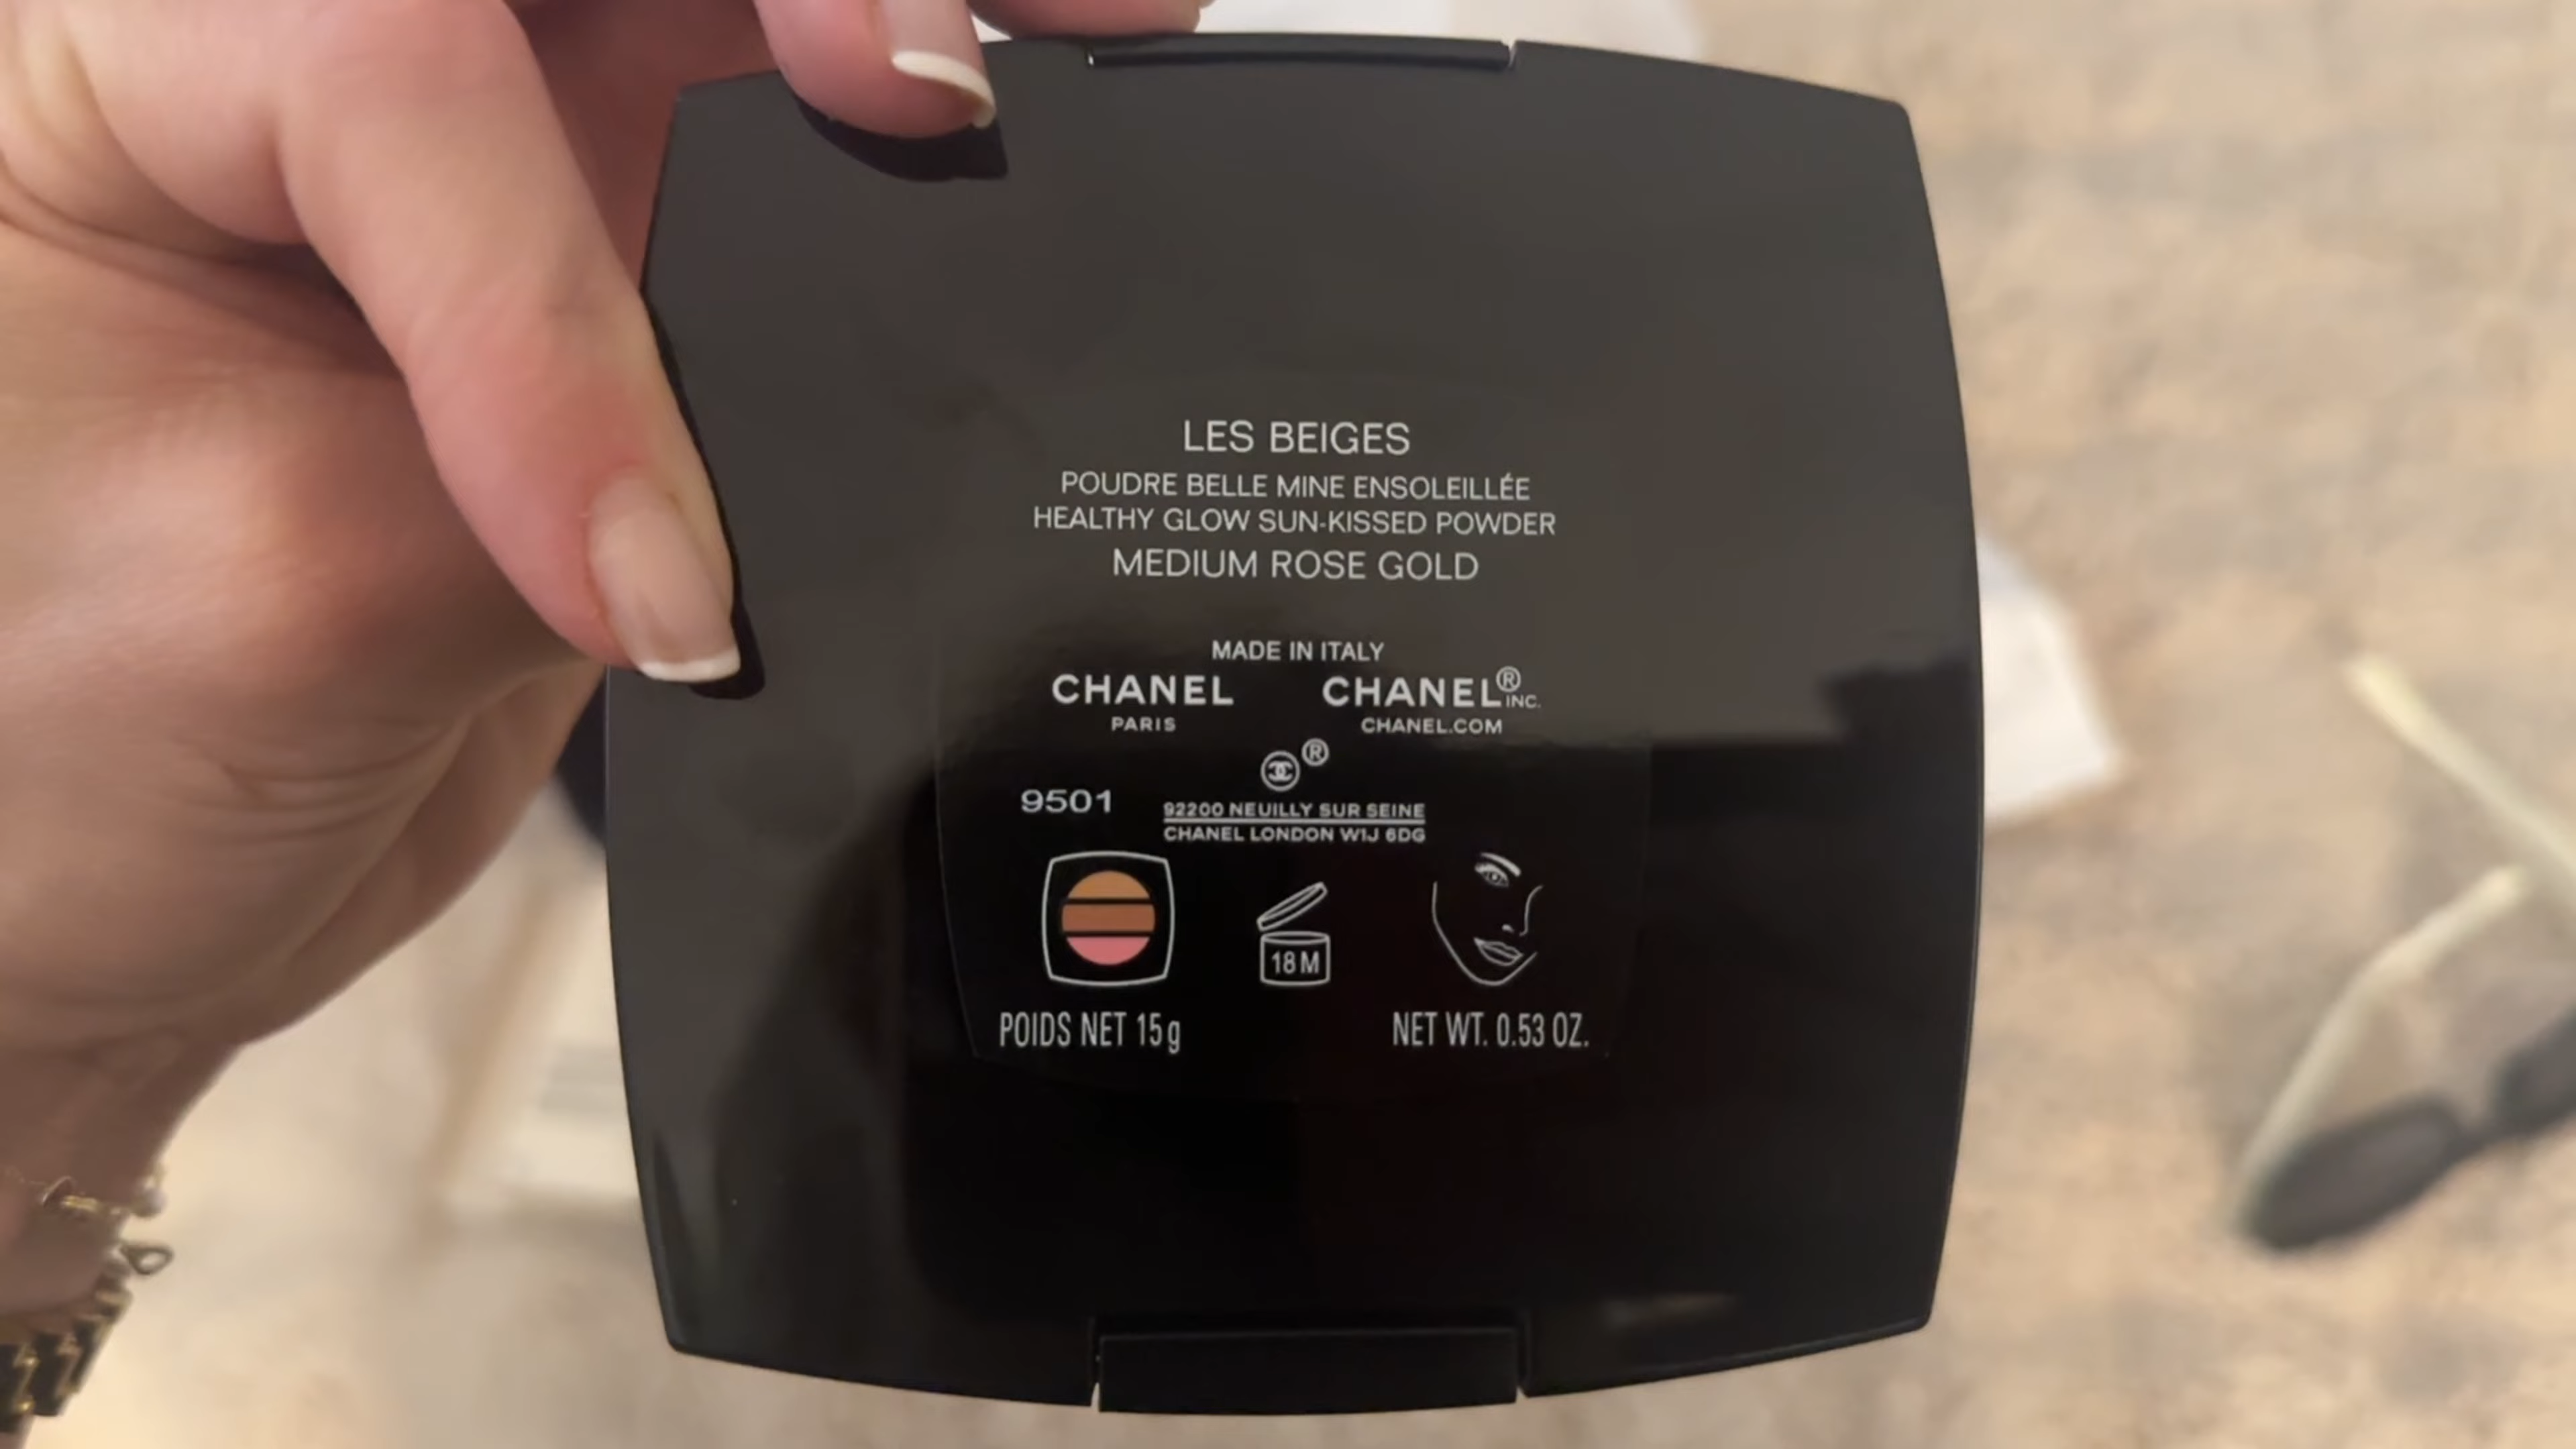 LES BEIGES
POUDRE BELLE MINE ENSOLEILLÉE
HEALTHY GLOW SUN-KISSED POWDER
MEDIUM ROSE GOLD
MADE IN ITALY
CHANEL CHANEL® INC.
PARIS CHANEL.COM
®
9501 92200 NEUILLY SUR SEINE
CHANEL LONDON W1J 6DG
18 M
POIDS NET 15 g NET WT. 0.53 OZ.